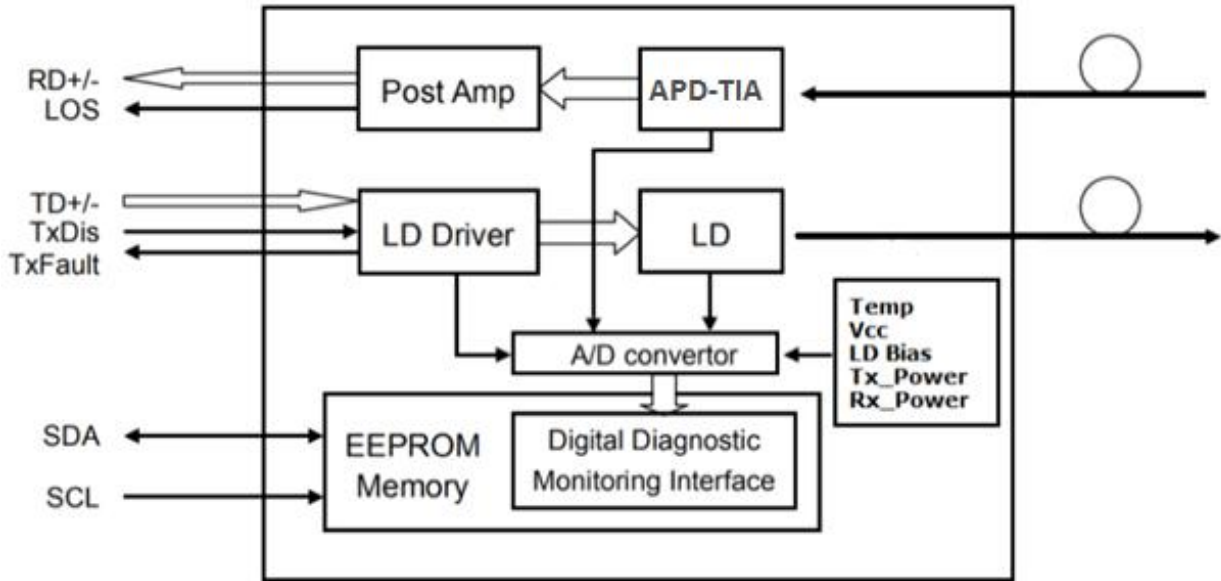 RD+/-
LOS
Post Amp
APD-TIA
TD+/-
TxDis
TxFault
LD Driver
LD
Temp
Vcc
LD Bias
Tx_Power
Rx_Power
A/D convertor
SDA
SCL
EEPROM
Memory
Digital Diagnostic
Monitoring Interface